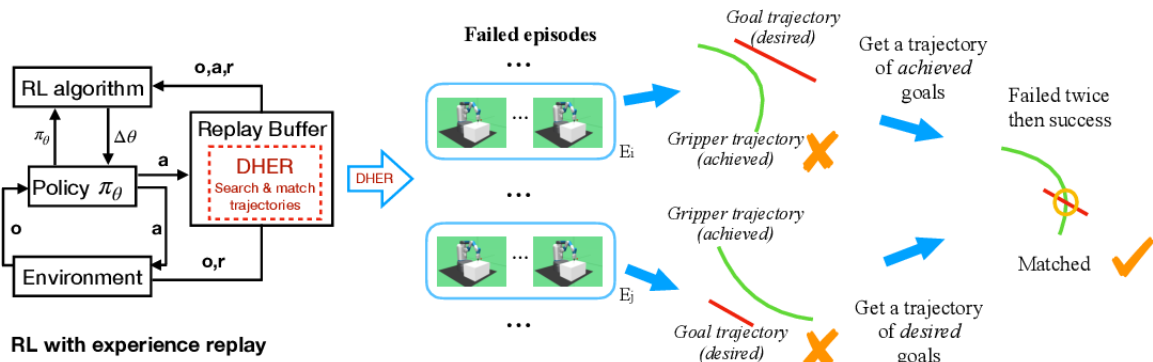 RL algorithm
o,a,r
πθ
Δθ
Policy πθ
a
o
a
Environment
o,r
Replay Buffer
DHER
Search & match
trajectories
RL with experience replay
DHER
Failed episodes
...
...
Ei
...
...
Ej
...
Goal trajectory
(desired)
Gripper trajectory
(achieved)
Gripper trajectory
(achieved)
Goal trajectory
(desired)
Get a trajectory
of achieved
goals
Get a trajectory
of desired
goals
Failed twice
then success
Matched